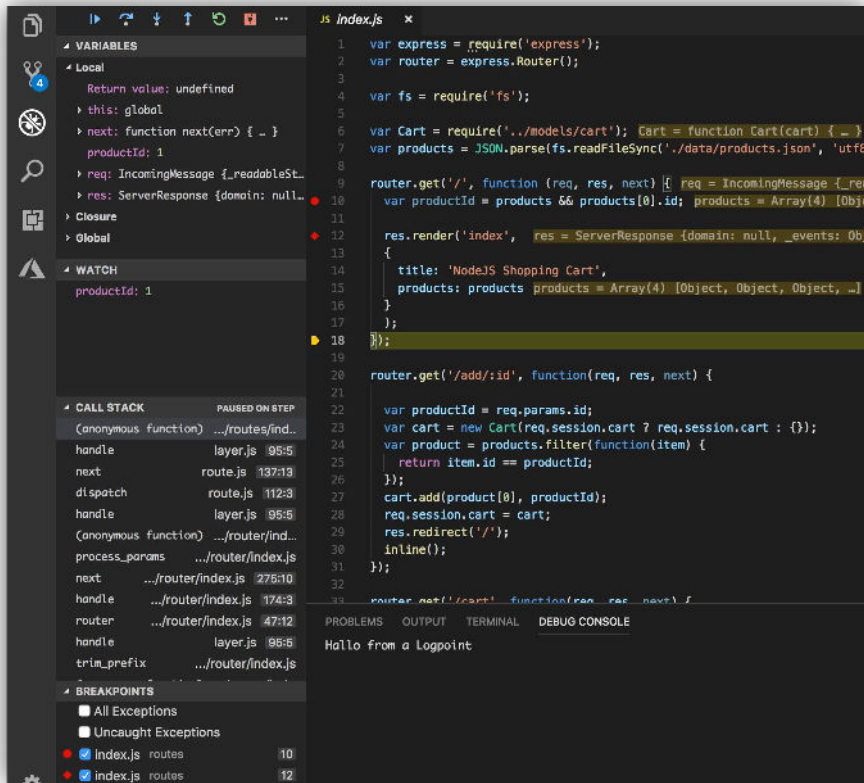 JS index.js ×
4
VARIABLES
Local
Return value: undefined
this: global
next: function next(err) { … }
productId: 1
req: IncomingMessage {_readableSt…
res: ServerResponse {domain: null…
Closure
Global
WATCH
productId: 1
CALL STACK PAUSED ON STEP
(anonymous function) .../routes/ind..
handle layer.js 95:5
next route.js 137:13
dispatch route.js 112:3
handle layer.js 95:5
(anonymous function) .../router/ind...
process_params .../router/index.js
next .../router/index.js 275:10
handle .../router/index.js 174:3
router .../router/index.js 47:12
handle layer.js 95:5
trim_prefix .../router/index.js
BREAKPOINTS
All Exceptions
Uncaught Exceptions
index.js routes 10
index.js routes 12
1 var express = require('express');
2 var router = express.Router();
3
4 var fs = require('fs');
5
6 var Cart = require('../models/cart'); Cart = function Cart(cart) { … }
7 var products = JSON.parse(fs.readFileSync('./data/products.json', 'utf8
8
9 router.get('/', function (req, res, next) { req = IncomingMessage {_rea
10 var productId = products && products[0].id; products = Array(4) [Obje
11
12 res.render('index', res = ServerResponse {domain: null, _events: Ob
13 {
14 title: 'NodeJS Shopping Cart',
15 products: products products = Array(4) [Object, Object, Object, …]
16 }
17 );
18 });
19
20 router.get('/add/:id', function(req, res, next) {
21
22 var productId = req.params.id;
23 var cart = new Cart(req.session.cart ? req.session.cart : {});
24 var product = products.filter(function(item) {
25 return item.id == productId;
26 });
27 cart.add(product[0], productId);
28 req.session.cart = cart;
29 res.redirect('/');
30 inline();
31 });
32
33 router.get('/cart', function(req, res, next) {
PROBLEMS OUTPUT TERMINAL DEBUG CONSOLE
Hallo from a Logpoint